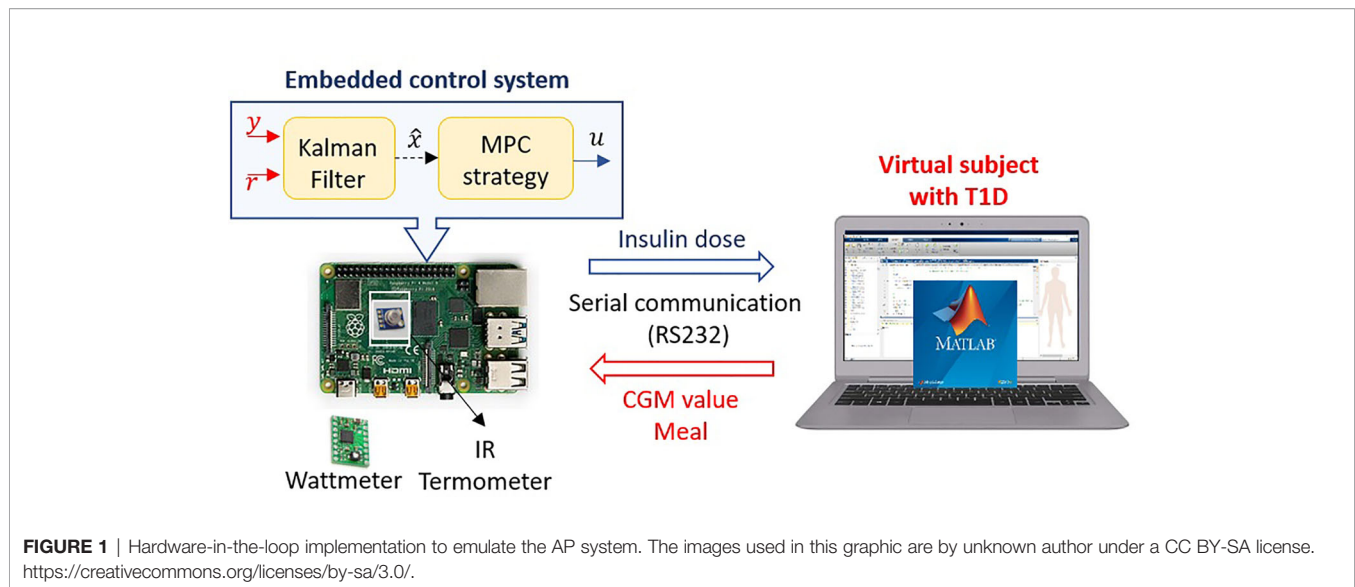 Embedded control system
y
r
Kalman
Filter
x̂
MPC
strategy
u
Virtual subject
with T1D
Insulin dose
Serial communication
(RS232)
CGM value
Meal
MATLAB
HDMI
IR
Wattmeter Termometer
FIGURE 1 | Hardware-in-the-loop implementation to emulate the AP system. The images used in this graphic are by unknown author under a CC BY-SA license.
https://creativecommons.org/licenses/by-sa/3.0/.